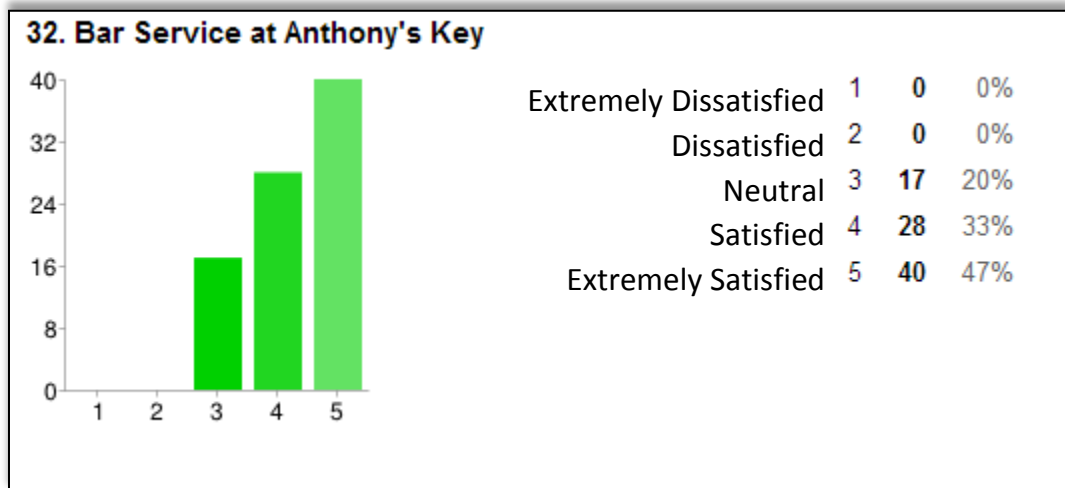 32. Bar Service at Anthony's Key
40
32
24
16
8
0
1 2 3 4 5
Extremely Dissatisfied 1 0 0%
Dissatisfied 2 0 0%
Neutral 3 17 20%
Satisfied 4 28 33%
Extremely Satisfied 5 40 47%